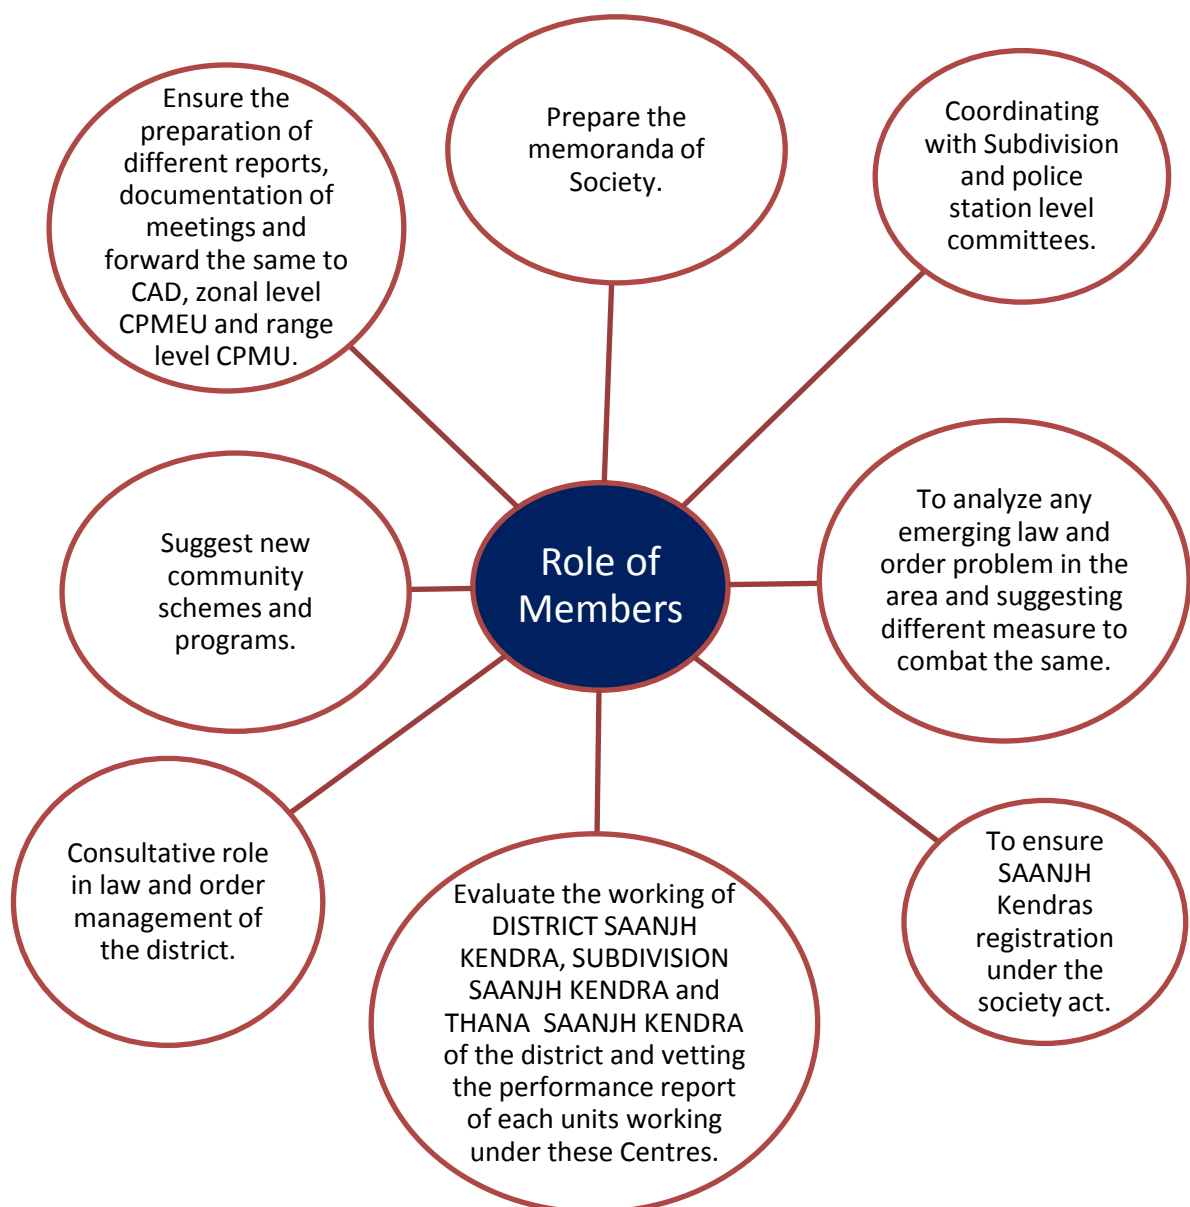 Ensure the
preparation of
different reports,
documentation of
meetings and
forward the same to
CAD, zonal level
CPMEU and range
level CPMU.
Prepare the
memoranda of
Society.
Coordinating
with Subdivision
and police
station level
committees.
Suggest new
community
schemes and
programs.
Role of
Members
To analyze any
emerging law and
order problem in the
area and suggesting
different measure to
combat the same.
Consultative role
in law and order
management of
the district.
Evaluate the working of
DISTRICT SAANJH
KENDRA, SUBDIVISION
SAANJH KENDRA and
THANA  SAANJH KENDRA
of the district and vetting
the performance report
of each units working
under these Centres.
To ensure
SAANJH
Kendras
registration
under the
society act.